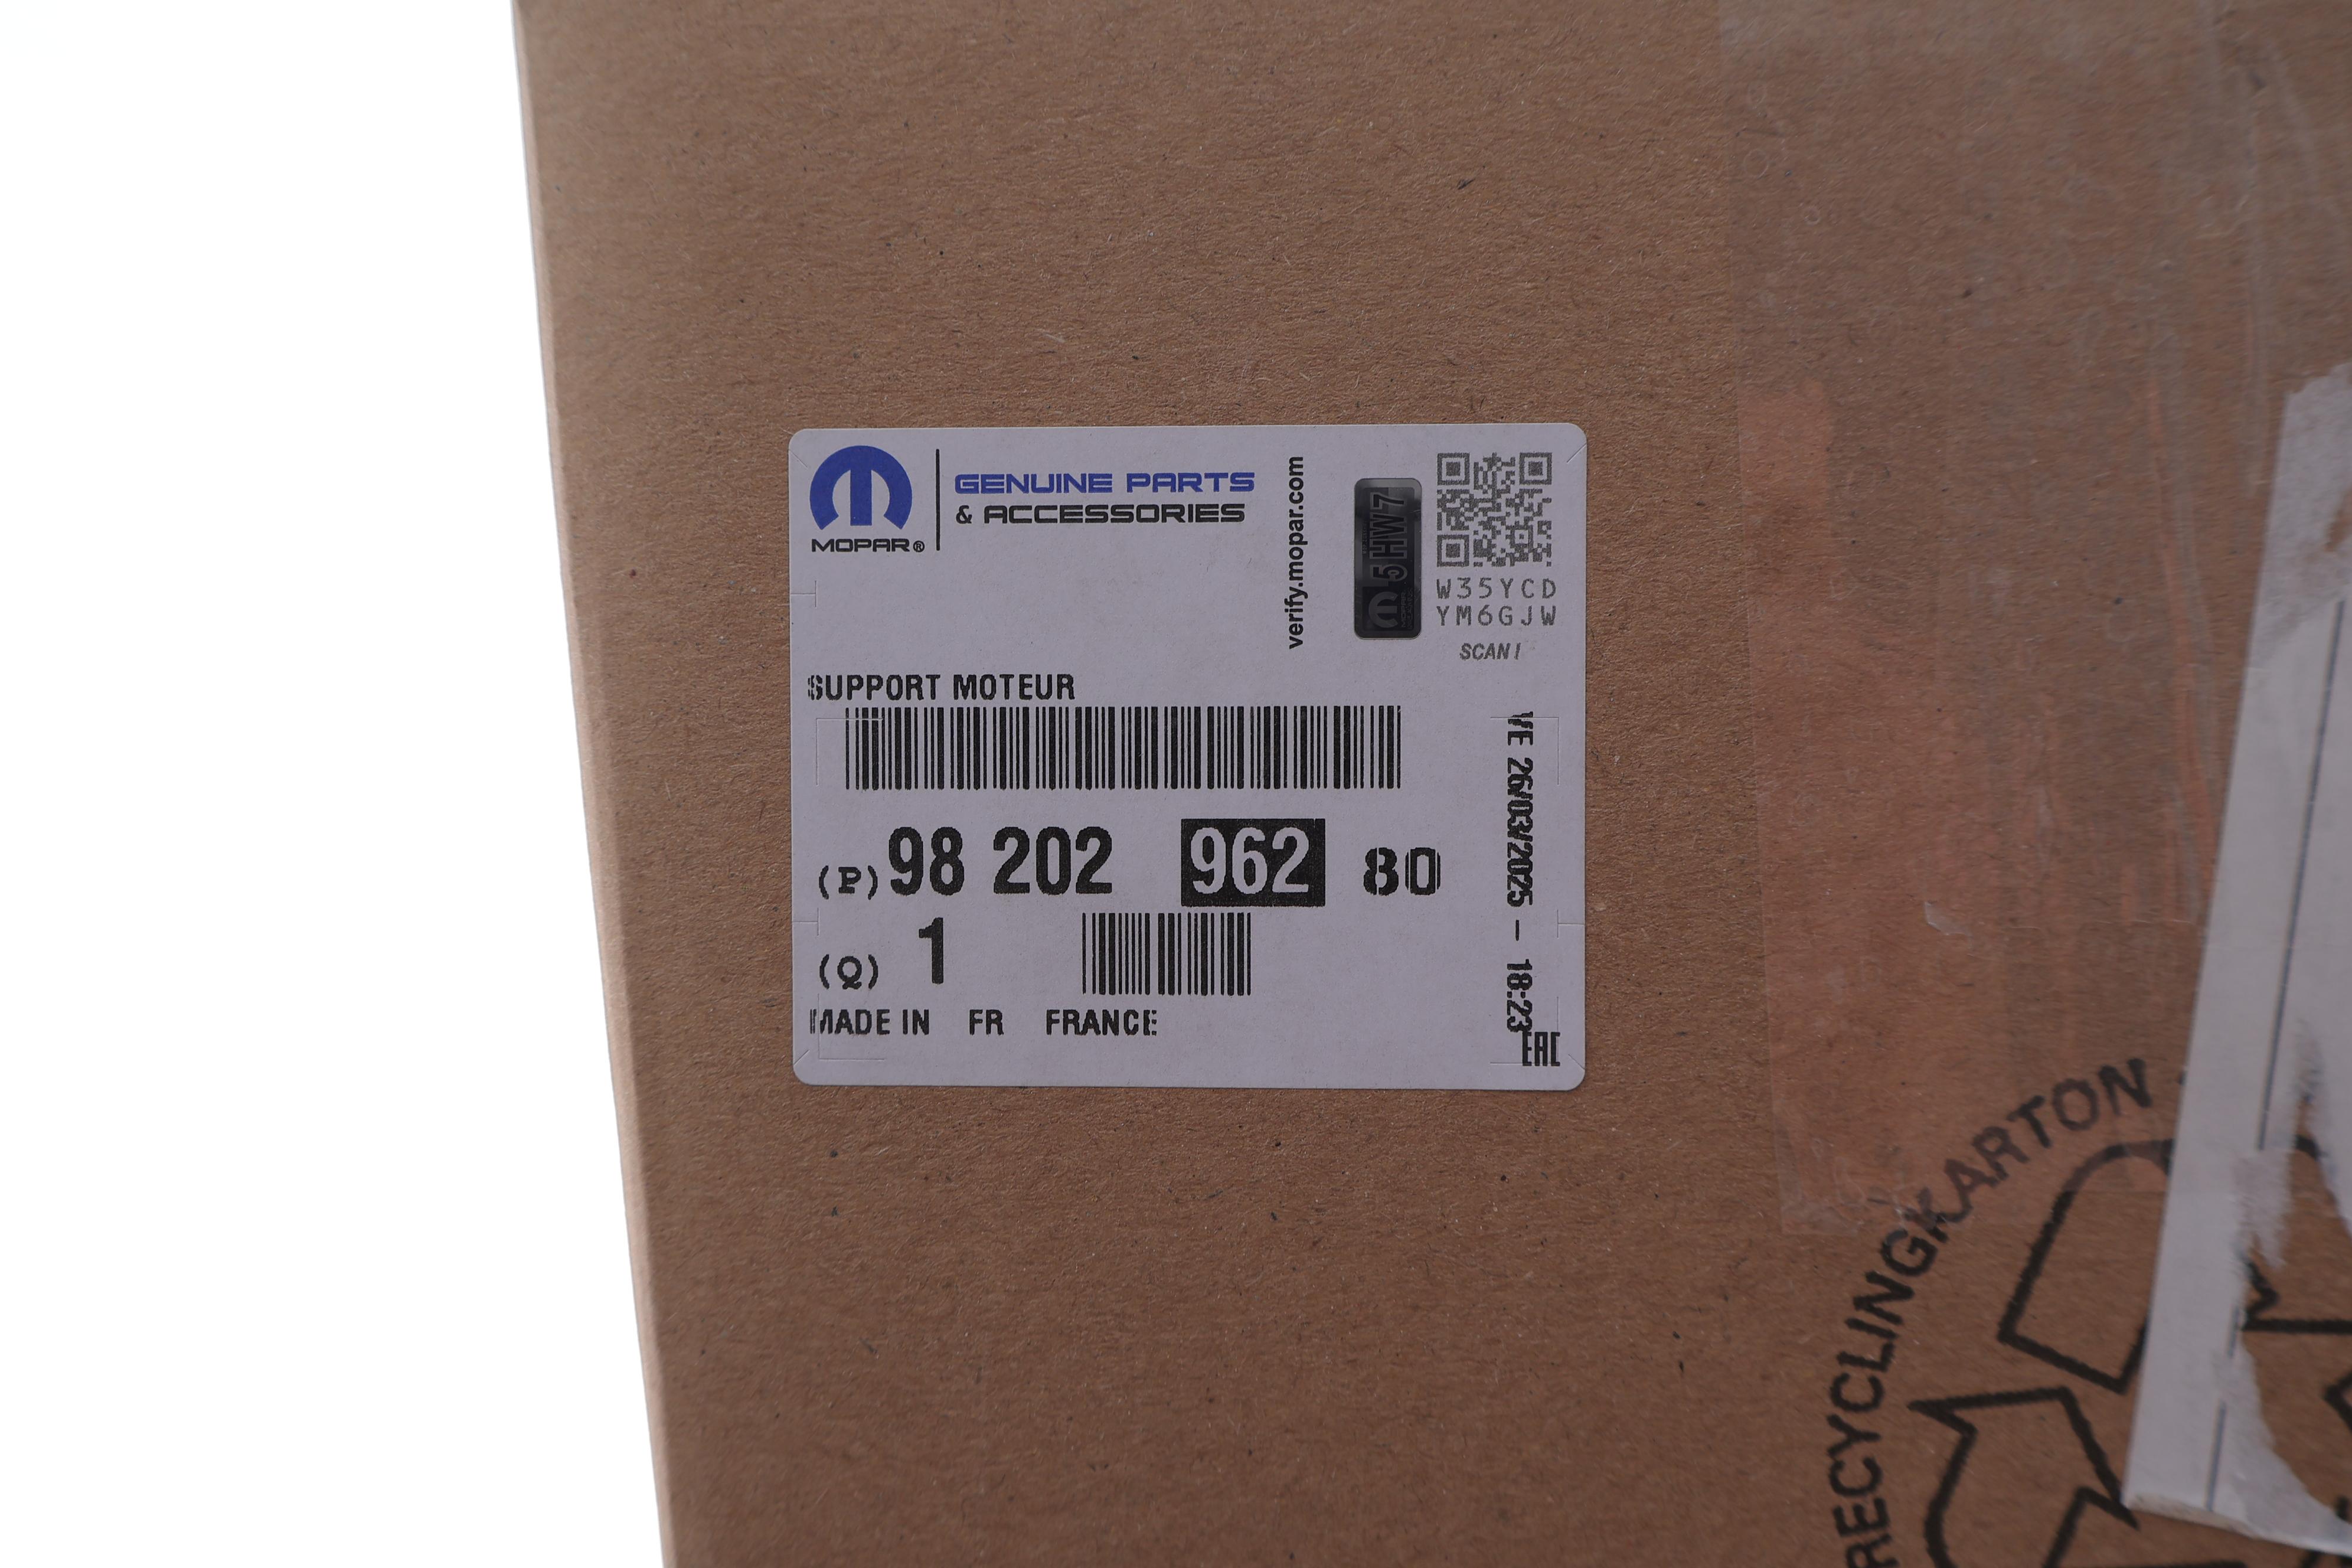 MOPAR®
GENUINE PARTS
& ACCESSORIES
verify.mopar.com
5HW7
W35YCD
YM6GJW
SCAN!
SUPPORT MOTEUR
(P) 98 202 962 80
(Q) 1
MADE IN FR FRANCE
VE 26/03/2025 - 18:23
EAC
RECYCLINGKARTON